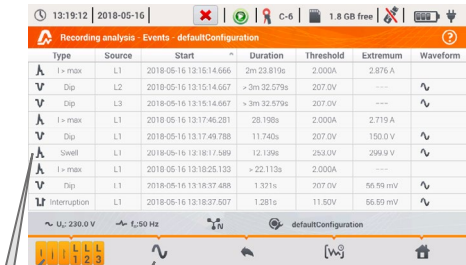 13:19:12 2018-05-16 C-6 1.8 GB free
Recording analysis - Events - defaultConfiguration
Type Source Start Duration Threshold Extremum Waveform
I > max L1 2018-05-16 13:15:14.666 2m 23.819s 2.000A 2.876 A
Dip L2 2018-05-16 13:15:14.667 > 3m 32.579s 207.0V ---
Dip L3 2018-05-16 13:15:14.667 > 3m 32.579s 207.0V ---
I > max L1 2018-05-16 13:17:46.281 28.198s 2.000A 2.719 A
Dip L1 2018-05-16 13:17:49.788 11.740s 207.0V 150.0 V
Swell L1 2018-05-16 13:18:17.589 12.139s 253.0V 299.9 V
I > max L1 2018-05-16 13:18:25.133 > 22.113s 2.000A ---
Dip L1 2018-05-16 13:18:37.488 1.321s 207.0V 56.59 mV
Interruption L1 2018-05-16 13:18:37.507 1.281s 11.50V 56.59 mV
Uₙ: 230.0 V fₙ:50 Hz N defaultConfiguration
L L L
1 2 3